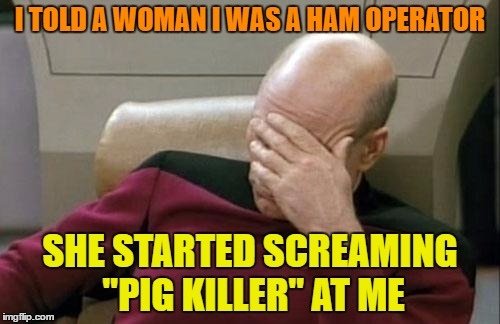 I TOLD A WOMAN I WAS A HAM OPERATOR
SHE STARTED SCREAMING
"PIG KILLER" AT ME
imgflip.com